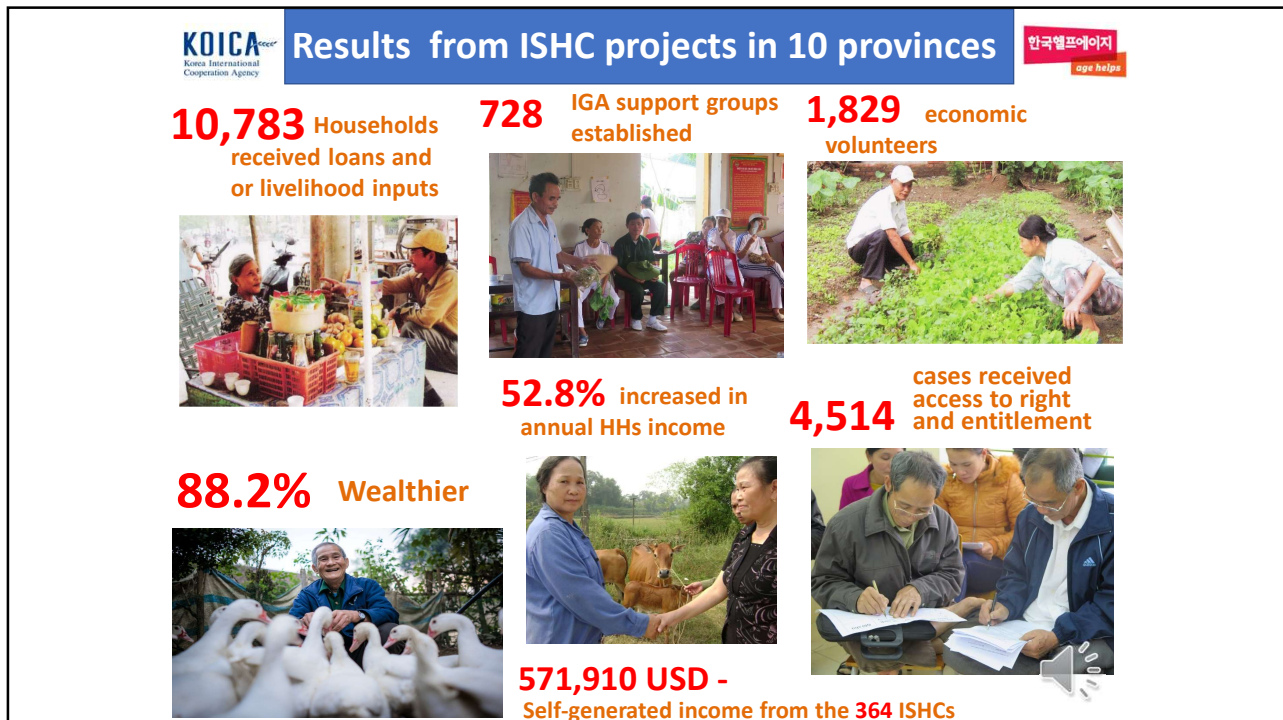 KOICA
Korea International
Cooperation Agency
Results from ISHC projects in 10 provinces
한국헬프에이지
age helps
10,783 Households
received loans and
or livelihood inputs
728 IGA support groups
established
1,829 economic
volunteers
52.8% increased in
annual HHs income
4,514 cases received
access to right
and entitlement
88.2% Wealthier
571,910 USD -
Self-generated income from the 364 ISHCs